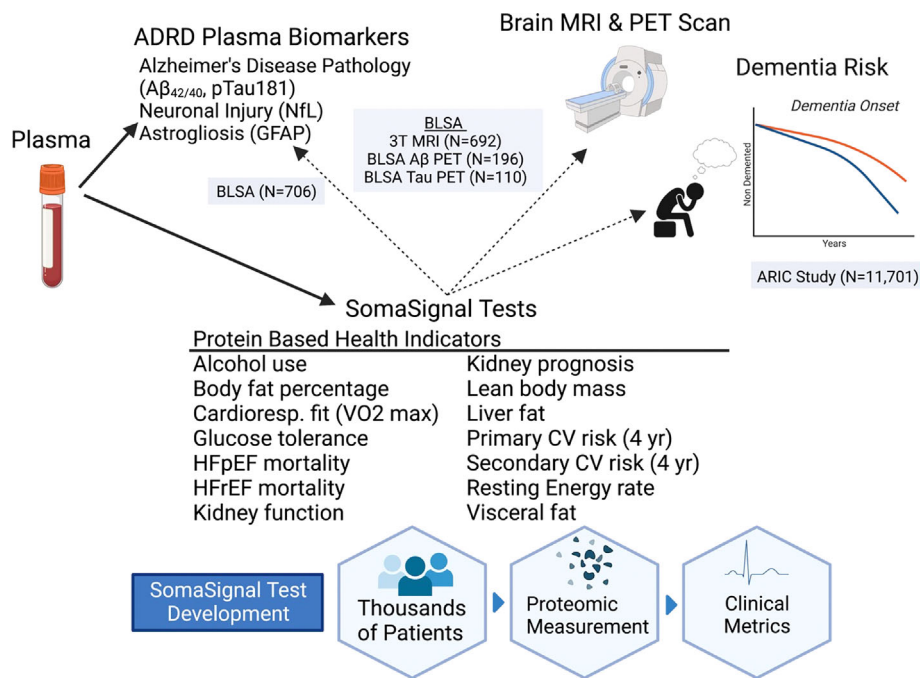 ADRD Plasma Biomarkers
Alzheimer's Disease Pathology
(Aβ42/40, pTau181)
Neuronal Injury (NfL)
Astrogliosis (GFAP)
Plasma
BLSA (N=706)
Brain MRI & PET Scan
BLSA
3T MRI (N=692)
BLSA Aβ PET (N=196)
BLSA Tau PET (N=110)
Dementia Risk
Dementia Onset
Non Demented
Years
ARIC Study (N=11,701)
SomaSignal Tests
Protein Based Health Indicators
Alcohol use
Body fat percentage
Cardioresp. fit (VO2 max)
Glucose tolerance
HFpEF mortality
HFrEF mortality
Kidney function
Kidney prognosis
Lean body mass
Liver fat
Primary CV risk (4 yr)
Secondary CV risk (4 yr)
Resting Energy rate
Visceral fat
SomaSignal Test
Development
Thousands
of Patients
Proteomic
Measurement
Clinical
Metrics